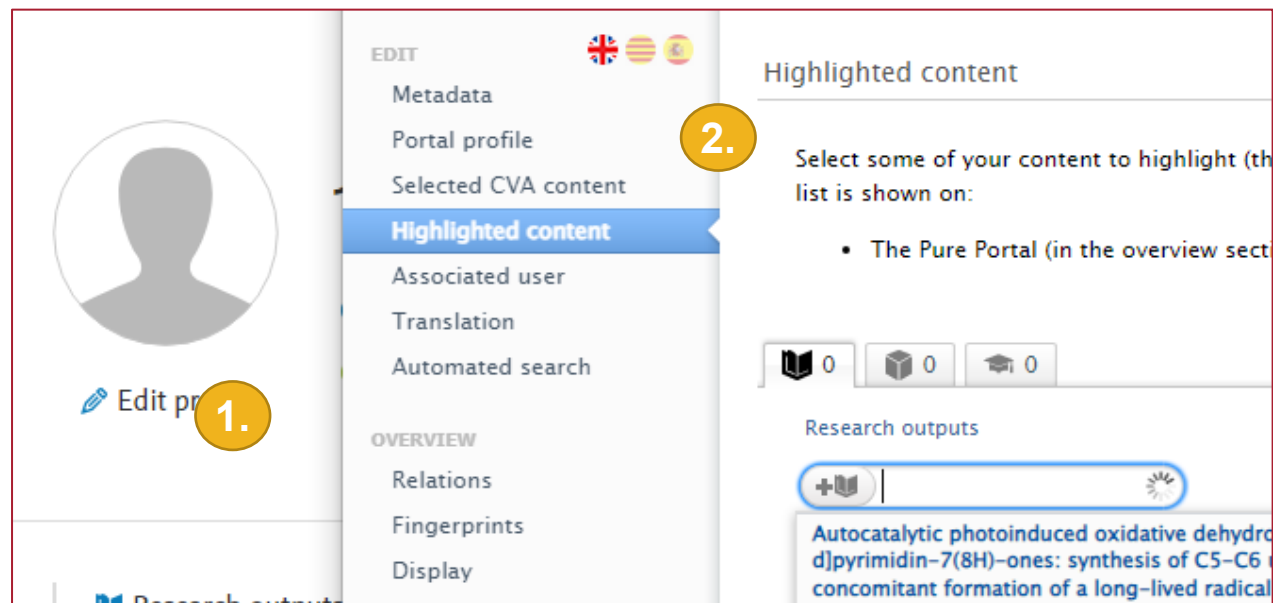 Edit pr
1.
Research outputs
EDIT
Metadata
Portal profile
Selected CVA content
Highlighted content
Associated user
Translation
Automated search
OVERVIEW
Relations
Fingerprints
Display
2.
Highlighted content
Select some of your content to highlight (th
list is shown on:
• The Pure Portal (in the overview secti
0 0 0
Research outputs
Autocatalytic photoinduced oxidative dehydro
d]pyrimidin-7(8H)-ones: synthesis of C5-C6
concomitant formation of a long-lived radical